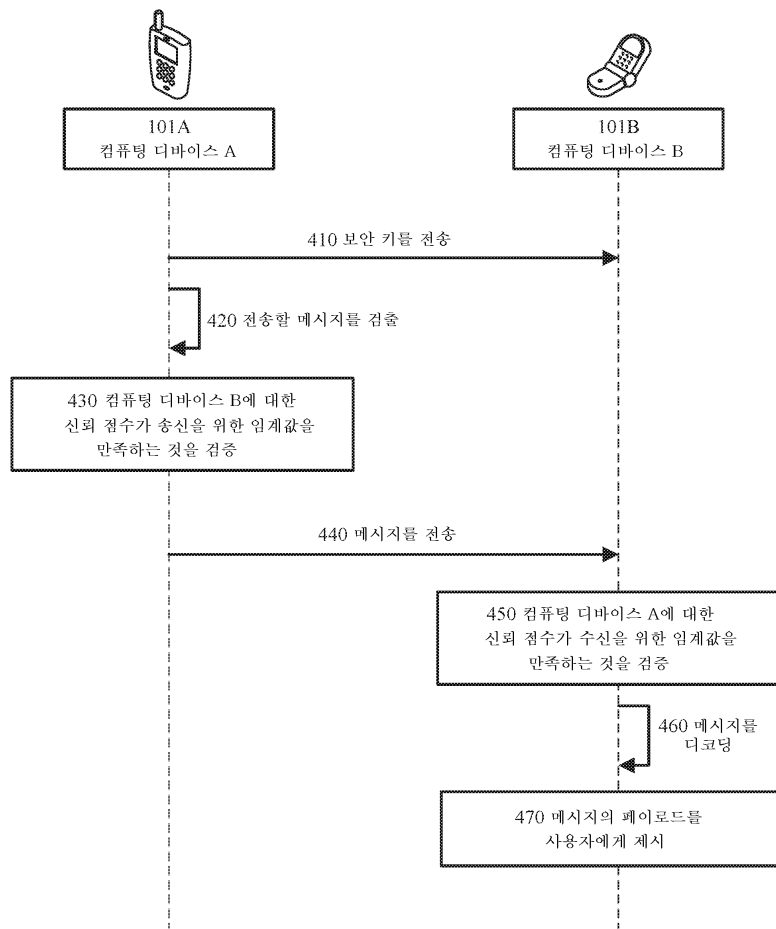 101A
컴퓨팅 디바이스 A
101B
컴퓨팅 디바이스 B
410 보안 키를 전송
420 전송할 메시지를 검출
430 컴퓨팅 디바이스 B에 대한
신뢰 점수가 송신을 위한 임계값을
만족하는 것을 검증
440 메시지를 전송
450 컴퓨팅 디바이스 A에 대한
신뢰 점수가 수신을 위한 임계값을
만족하는 것을 검증
460 메시지를
디코딩
470 메시지의 페이로드를
사용자에게 제시